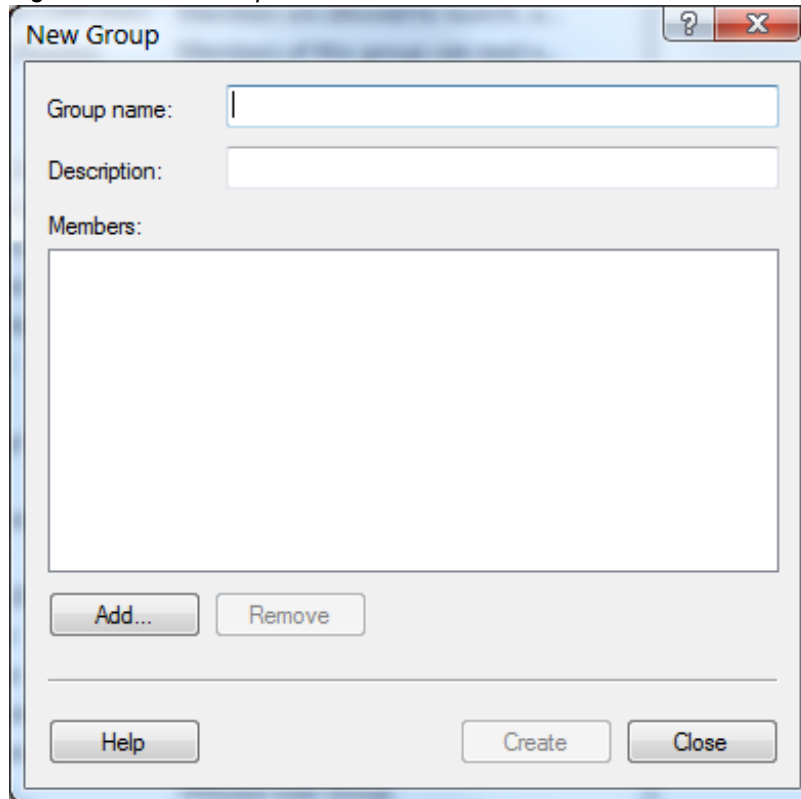 New Group
Group name:
Description:
Members:
Add...
Remove
Help
Create
Close